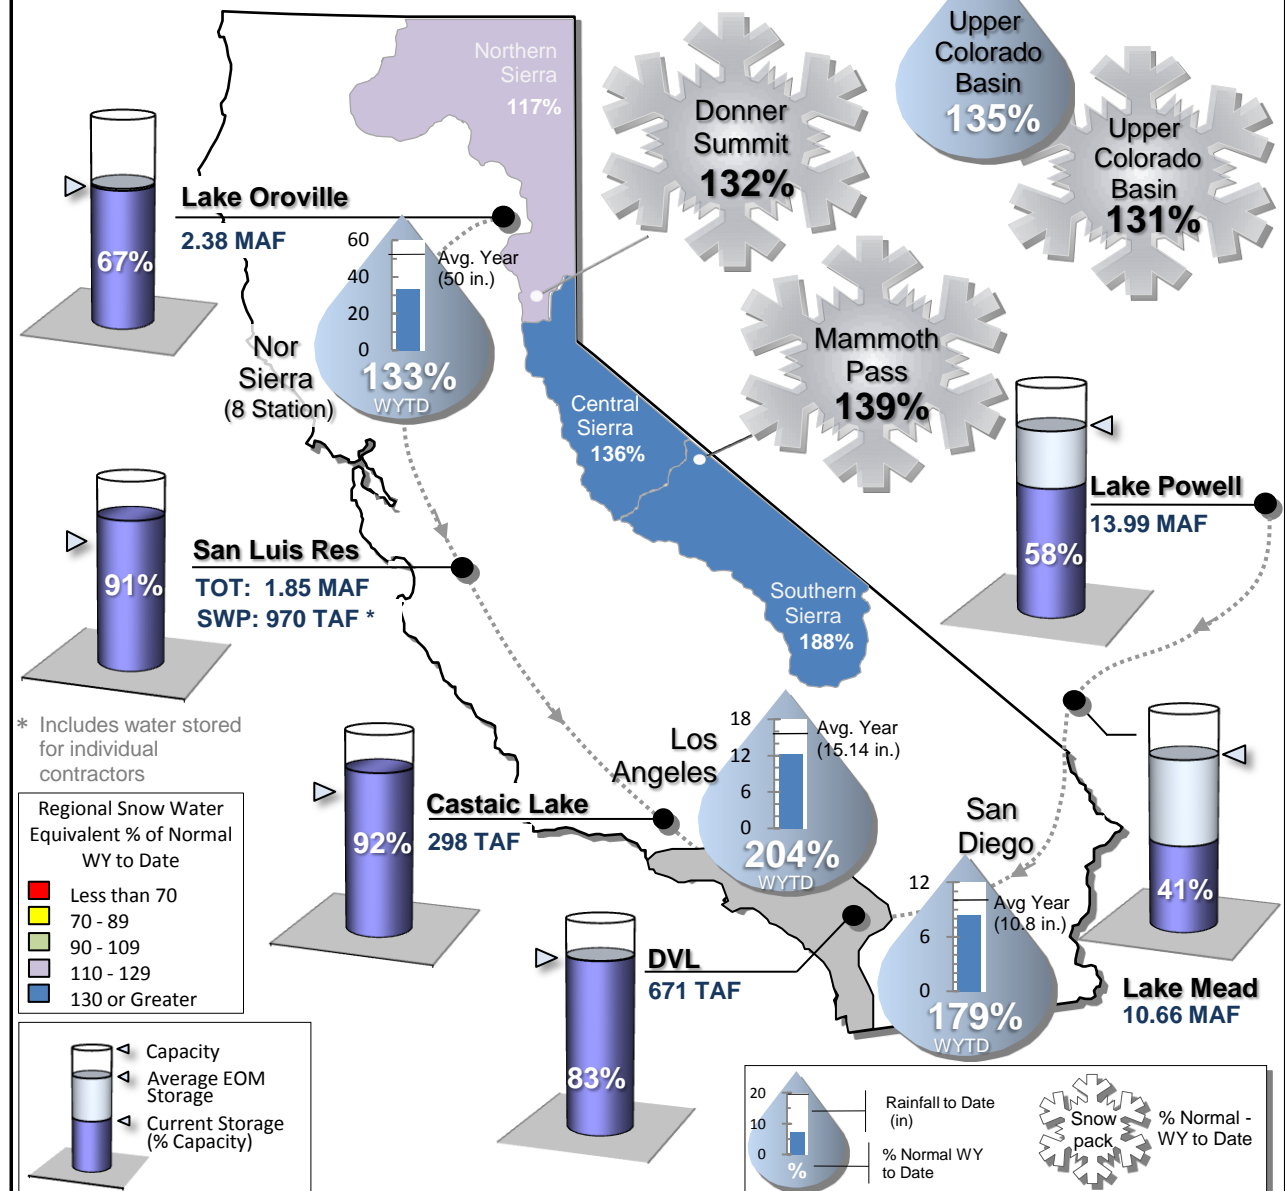 Northern
Sierra
117%
Donner
Summit
132%
Upper
Colorado
Basin
135%
Upper
Colorado
Basin
131%
67%
Lake Oroville
2.38 MAF
60
40
20
0
Avg. Year
(50 in.)
133%
WYTD
Nor
Sierra
(8 Station)
Mammoth
Pass
139%
Central
Sierra
136%
Southern
Sierra
188%
58%
Lake Powell
13.99 MAF
91%
San Luis Res
TOT: 1.85 MAF
SWP: 970 TAF *
* Includes water stored
for individual
contractors
92%
Castaic Lake
298 TAF
Los
Angeles
18
12
6
0
Avg. Year
(15.14 in.)
204%
WYTD
San
Diego
12
6
0
Avg Year
(10.8 in.)
179%
WYTD
41%
Lake Mead
10.66 MAF
83%
DVL
671 TAF
Regional Snow Water
Equivalent % of Normal
WY to Date
Less than 70
70 - 89
90 - 109
110 - 129
130 or Greater
Capacity
Average EOM
Storage
Current Storage
(% Capacity)
20
10
0
%
Rainfall to Date
(in)
% Normal WY
to Date
Snow
pack
% Normal -
WY to Date